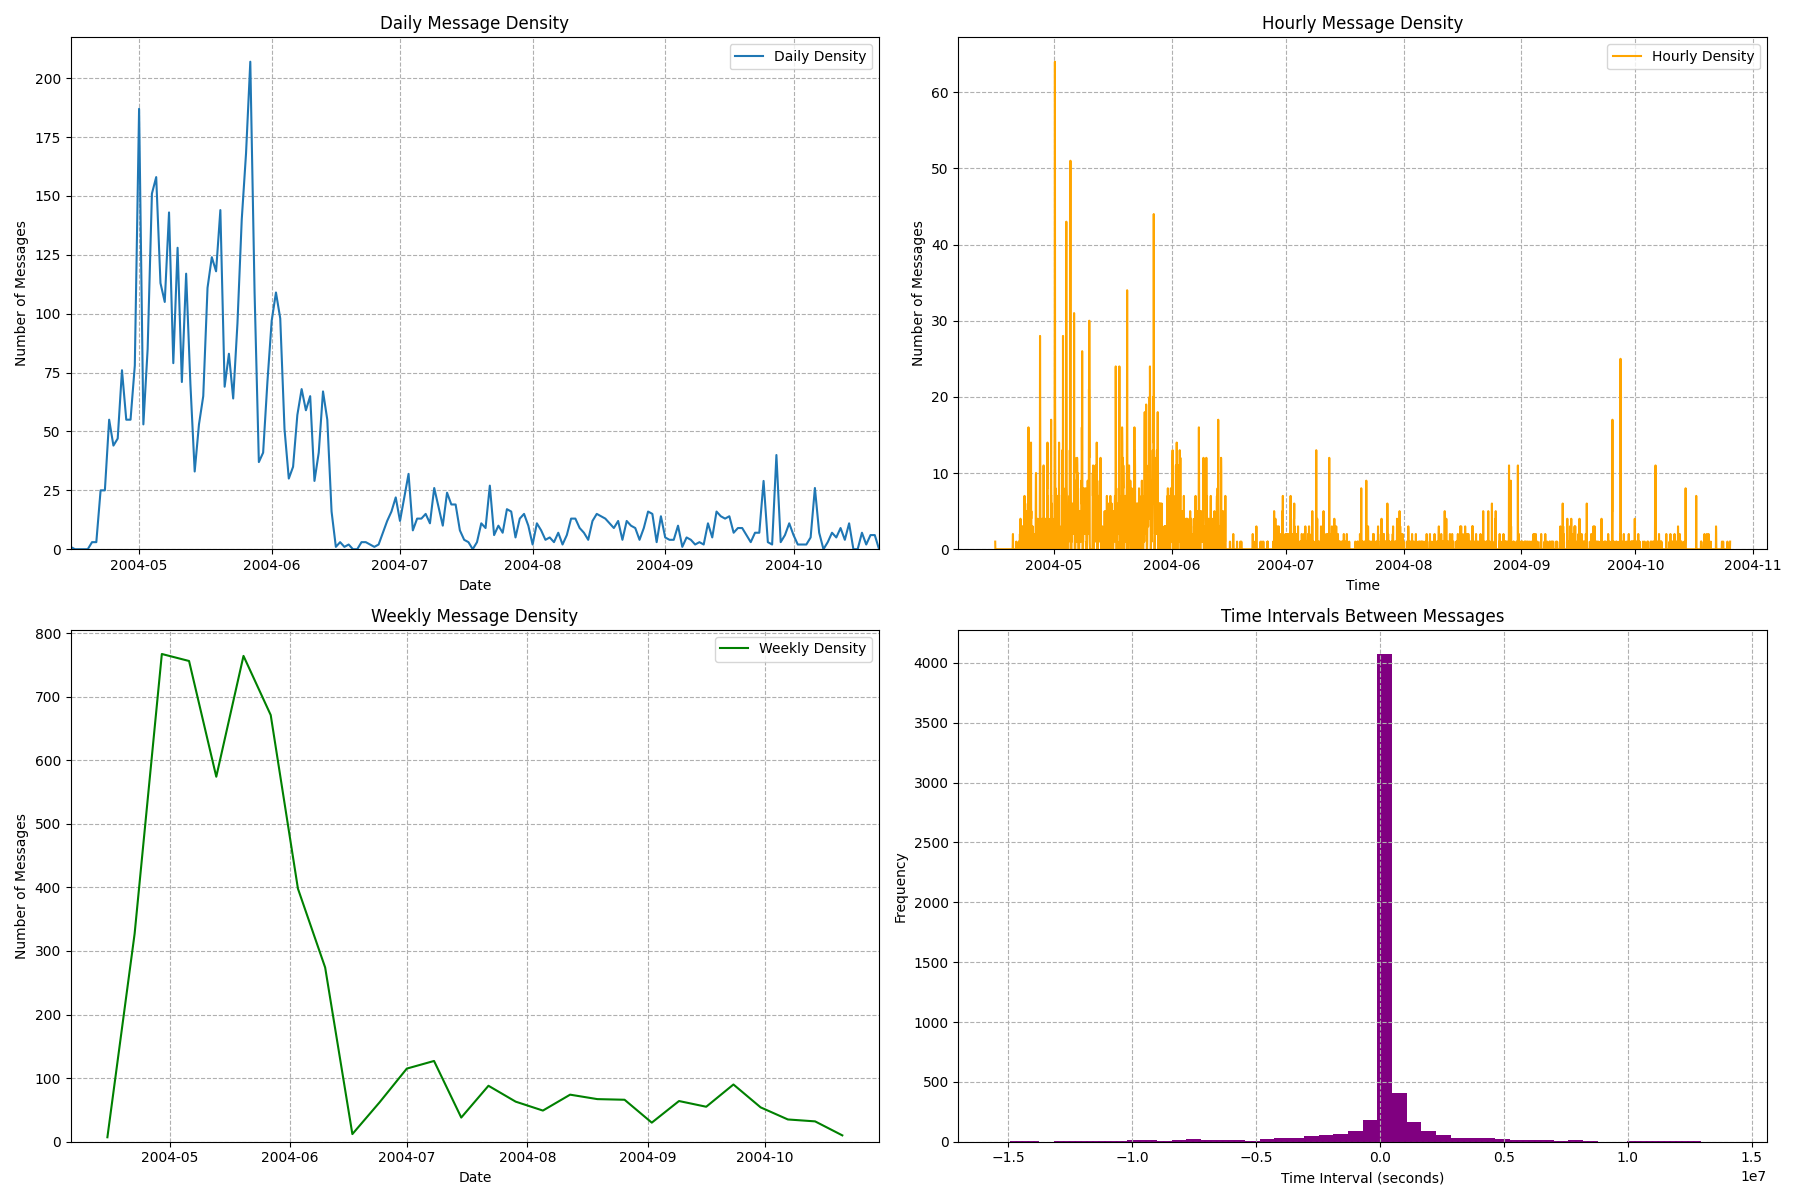 Daily Message Density
Daily Density
200
175
150
125
100
75
50
25
0
Number of Messages
2004-05 2004-06 2004-07 2004-08 2004-09 2004-10
Date
Hourly Message Density
Hourly Density
60
50
40
30
20
10
0
Number of Messages
2004-05 2004-06 2004-07 2004-08 2004-09 2004-10 2004-11
Time
Weekly Message Density
Weekly Density
800
700
600
500
400
300
200
100
0
Number of Messages
2004-05 2004-06 2004-07 2004-08 2004-09 2004-10
Date
Time Intervals Between Messages
4000
3500
3000
2500
2000
1500
1000
500
0
Frequency
−1.5 −1.0 −0.5 0.0 0.5 1.0 1.5
1e7
Time Interval (seconds)